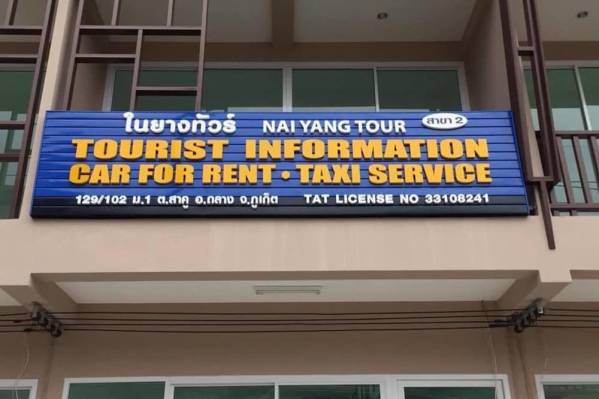 ในยางทัวร์ NAI YANG TOUR สาขา 2
TOURIST INFORMATION
CAR FOR RENT • TAXI SERVICE
129/102 ม.1 ต.สาคู อ.ถลาง จ.ภูเก็ต TAT LICENSE NO 33108241